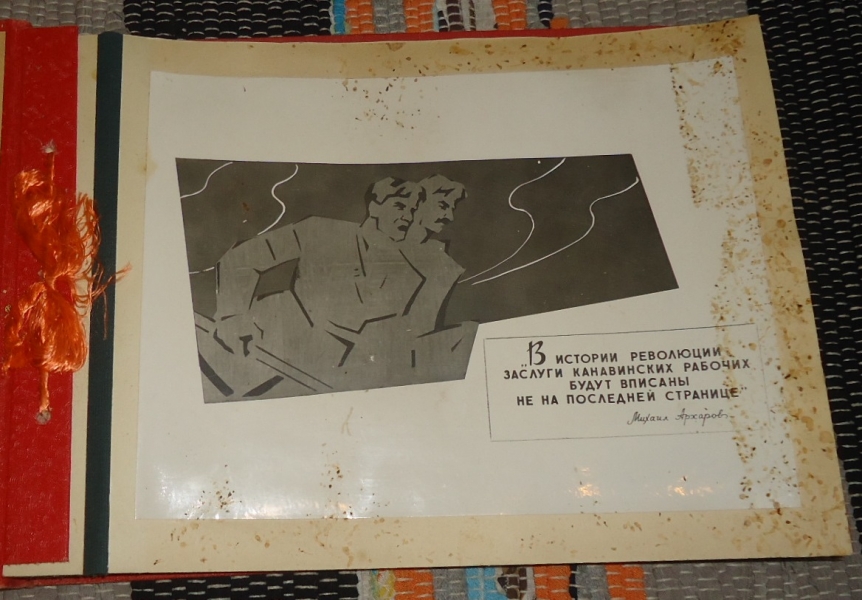 „В ИСТОРИИ РЕВОЛЮЦИИ
ЗАСЛУГИ КАНАВИНСКИХ РАБОЧИХ
БУДУТ ВПИСАНЫ
НЕ НА ПОСЛЕДНЕЙ СТРАНИЦЕ"
Михаил Архаров